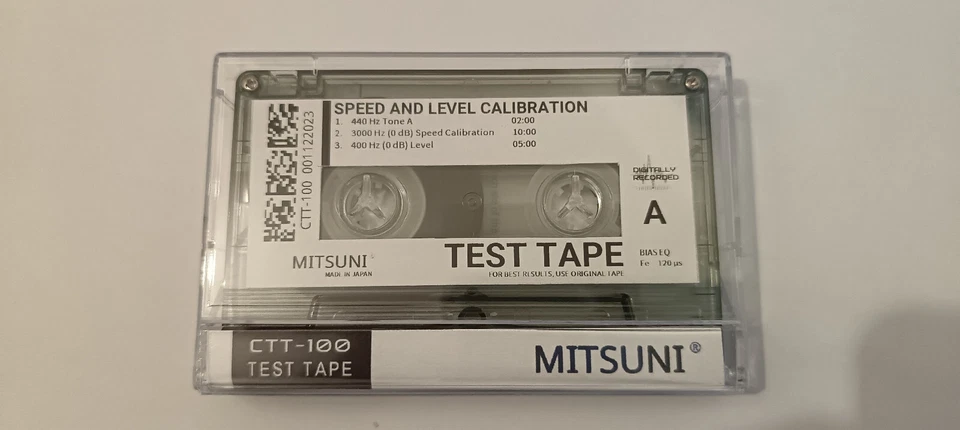 SPEED AND LEVEL CALIBRATION
1. 440 Hz Tone A 02:00
2. 3000 Hz (0 dB) Speed Calibration 10:00
3. 400 Hz (0 dB) Level 05:00
CTT-100 001122023
DIGITALLY
RECORDED
A
MITSUNI
MADE IN JAPAN
TEST TAPE
FOR BEST RESULTS, USE ORIGINAL TAPE
BIAS EQ
Fe 120 µs
CTT-100
TEST TAPE
MITSUNI®